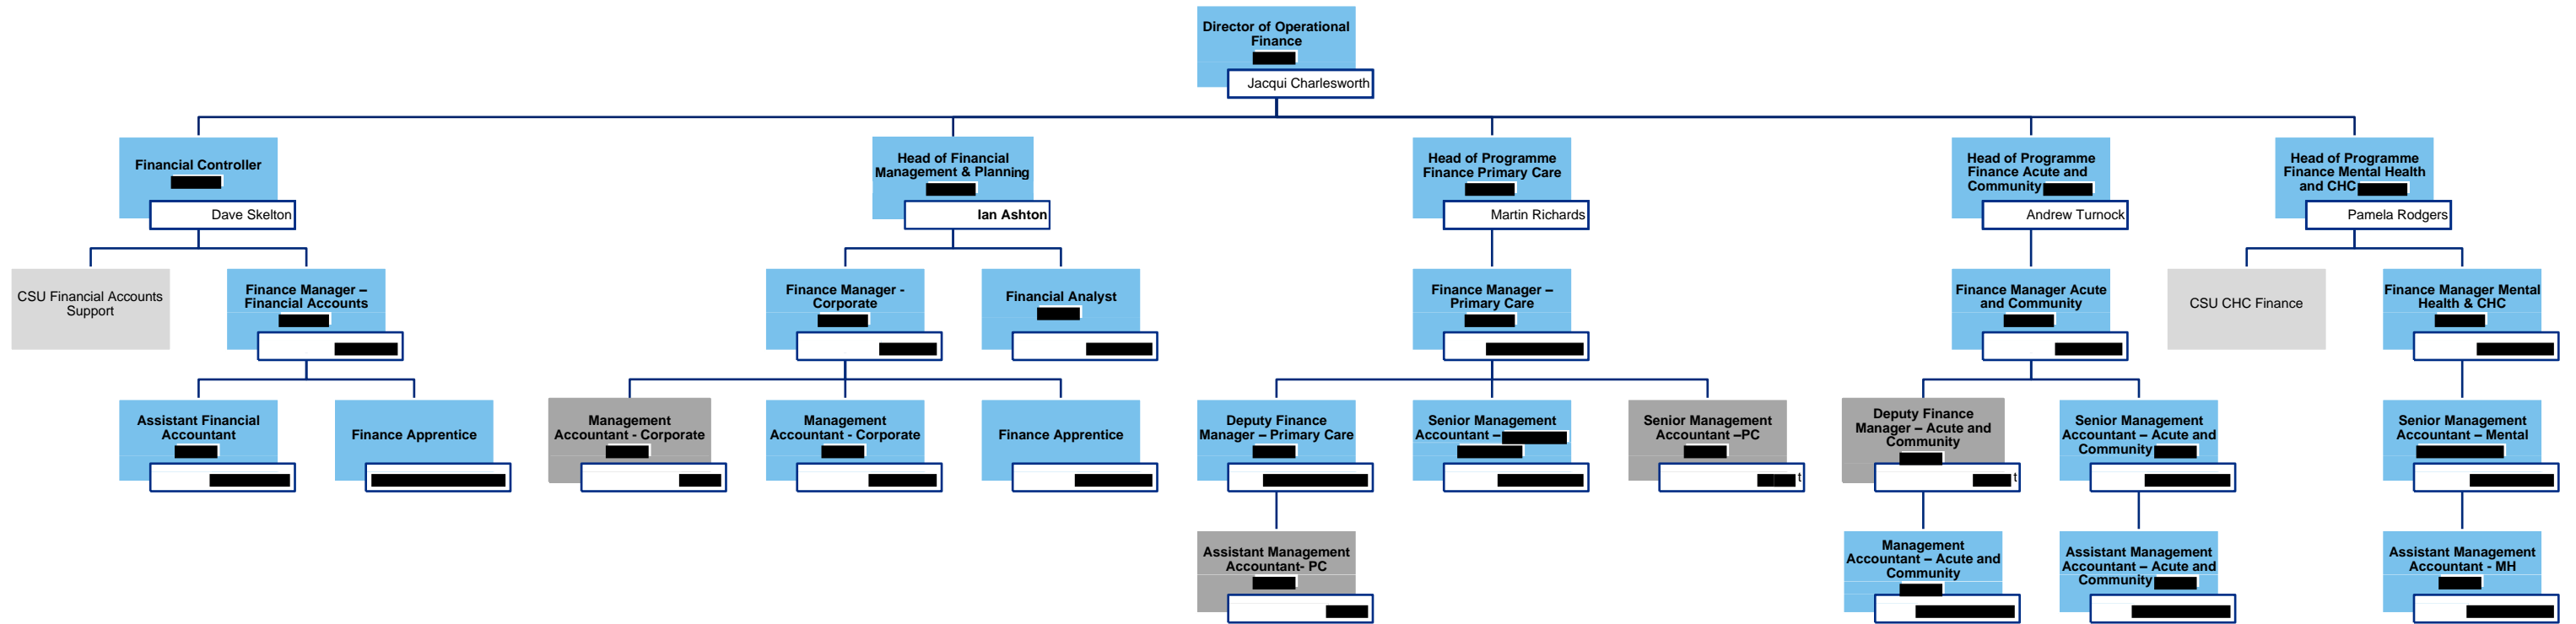 Director of Operational
Finance
Jacqui Charlesworth
Financial Controller
Dave Skelton
Head of Financial
Management & Planning
Ian Ashton
Head of Programme
Finance Primary Care
Martin Richards
Head of Programme
Finance Acute and
Community
Andrew Turnock
Head of Programme
Finance Mental Health
and CHC
Pamela Rodgers
CSU Financial Accounts
Support
Finance Manager –
Financial Accounts
Finance Manager -
Corporate
Financial Analyst
Finance Manager –
Primary Care
Finance Manager Acute
and Community
CSU CHC Finance
Finance Manager Mental
Health & CHC
Assistant Financial
Accountant
Finance Apprentice
Management
Accountant - Corporate
Management
Accountant - Corporate
Finance Apprentice
Deputy Finance
Manager – Primary Care
Senior Management
Accountant –
Senior Management
Accountant –PC
t
Deputy Finance
Manager – Acute and
Community
t
Senior Management
Accountant – Acute and
Community
Senior Management
Accountant – Mental
Assistant Management
Accountant- PC
Management
Accountant – Acute and
Community
Assistant Management
Accountant – Acute and
Community
Assistant Management
Accountant - MH